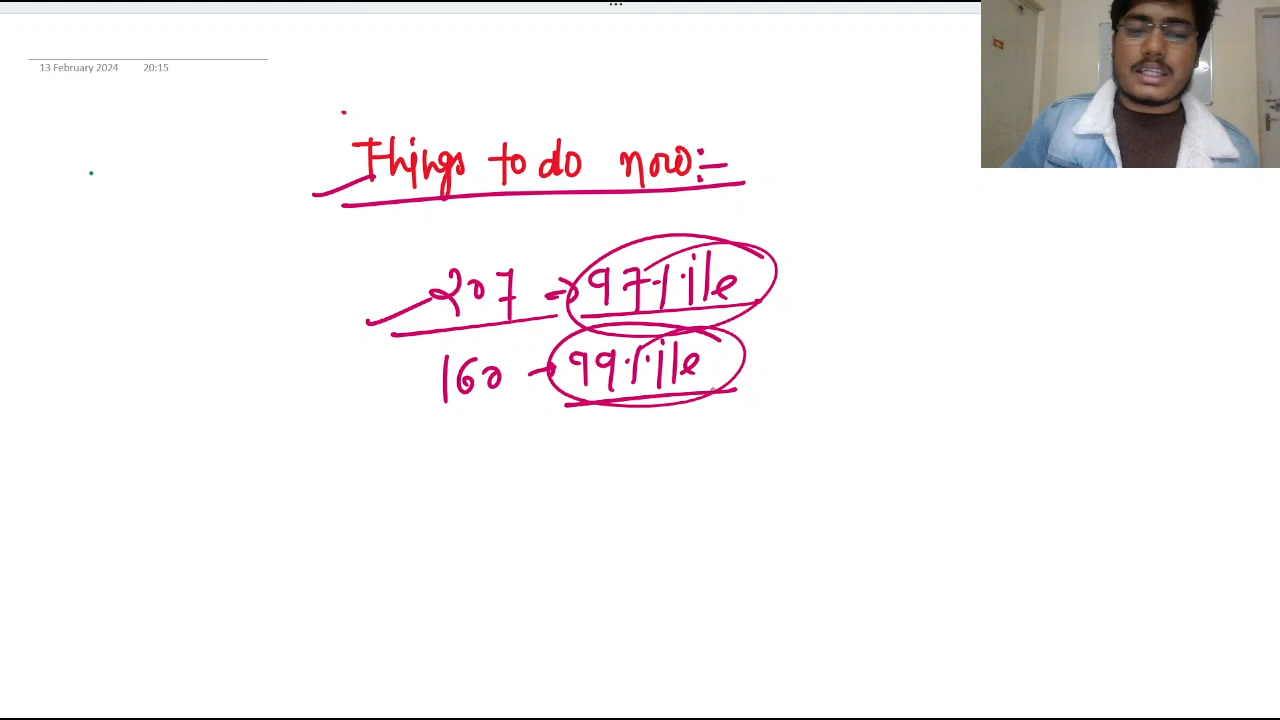 13 February 2024 20:15
Things to do now:-
207 → 97%ile
160 → 99%ile